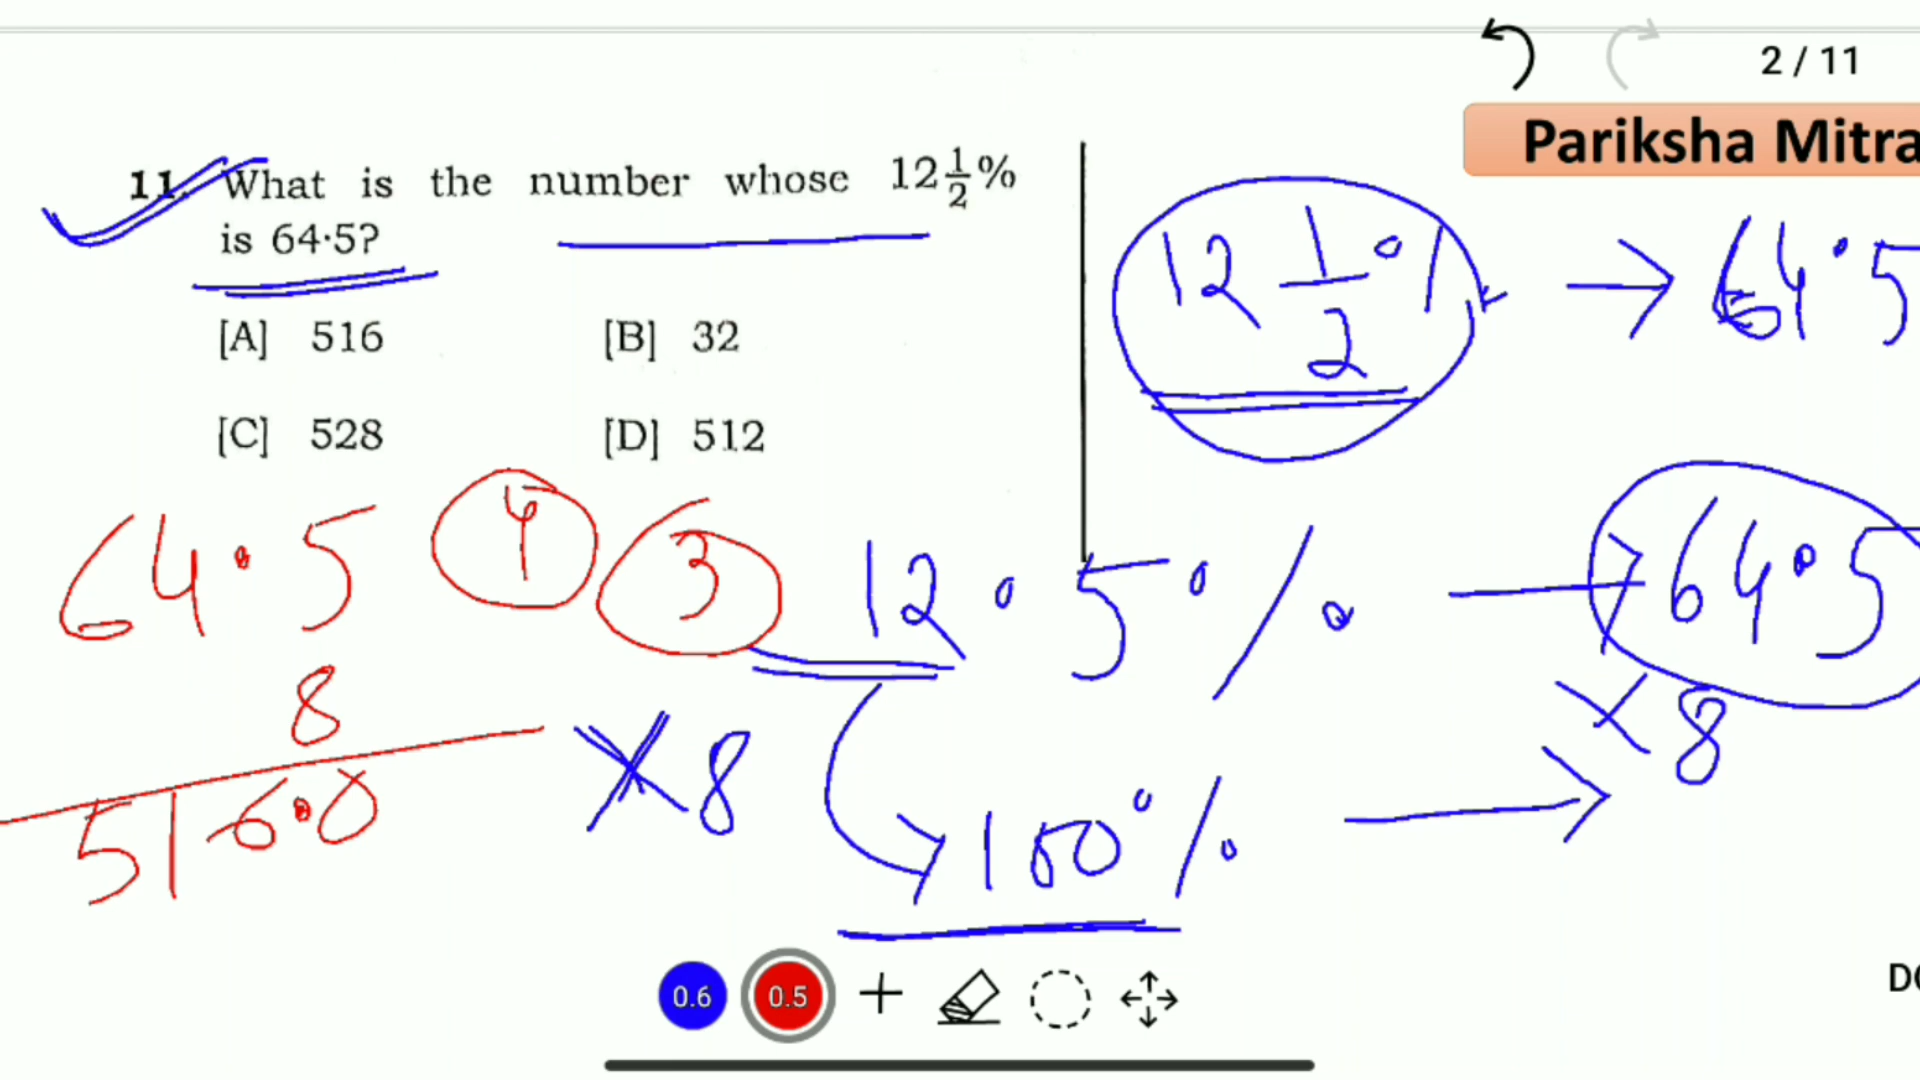 2 / 11
Pariksha Mitra
11. What is the number whose 12 1/2 %
is 64·5?
[A] 516 [B] 32
[C] 528 [D] 512
12 1/2 % → 64·5
64·5 4 3
8
516·0
12·5% → 64·5
×8 ×8
100% →
0.6 0.5